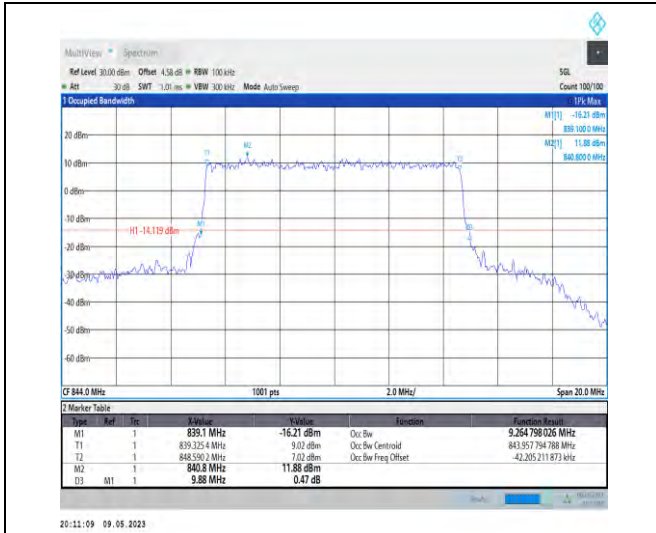 MultiView Spectrum
Ref Level 30.00 dBm Offset 4.58 dB RBW 100 kHz SGL
Att 30 dB SWT 1.01 ms VBW 300 kHz Mode Auto Sweep Count 100/100
1 Occupied Bandwidth 1Pk Max
M1[1] -16.21 dBm
839.100 0 MHz
M2[1] 11.88 dBm
840.800 0 MHz
20 dBm
M2
T1
10 dBm
0 dBm
-10 dBm
M1
H1 -14.119 dBm
-20 dBm
-30 dBm
-40 dBm
-50 dBm
-60 dBm
CF 844.0 MHz 1001 pts 2.0 MHz/ Span 20.0 MHz
2 Marker Table
Type Ref Trc X-Value Y-Value Function Function Result
M1 1 839.1 MHz -16.21 dBm Occ Bw 9.264 798 026 MHz
T1 1 839.325 4 MHz 9.02 dBm Occ Bw Centroid 843.957 794 788 MHz
T2 1 848.590 2 MHz 7.02 dBm Occ Bw Freq Offset -42.205 211 873 kHz
M2 1 840.8 MHz 11.88 dBm
D3 M1 1 9.88 MHz 0.47 dB
20:11:09 09.05.2023